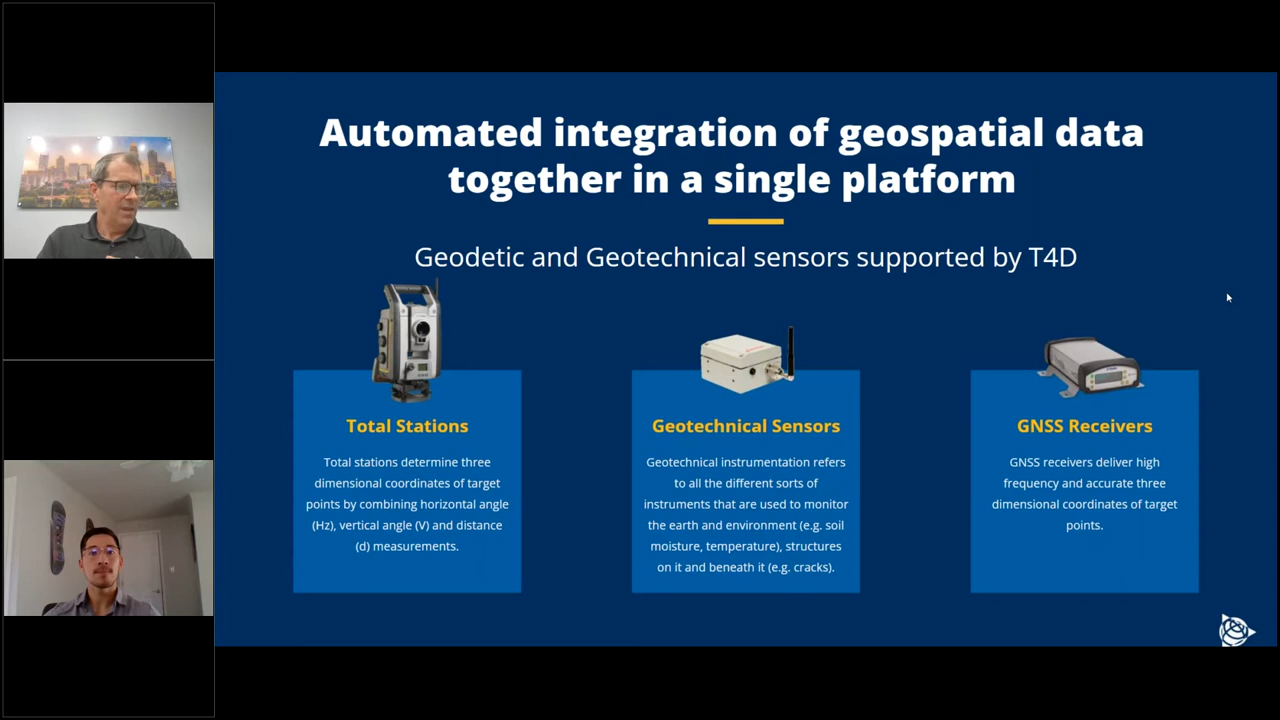 Automated integration of geospatial data
together in a single platform
Geodetic and Geotechnical sensors supported by T4D
Total Stations
Total stations determine three
dimensional coordinates of target
points by combining horizontal angle
(Hz), vertical angle (V) and distance
(d) measurements.
Geotechnical Sensors
Geotechnical instrumentation refers
to all the different sorts of
instruments that are used to monitor
the earth and environment (e.g. soil
moisture, temperature), structures
on it and beneath it (e.g. cracks).
GNSS Receivers
GNSS receivers deliver high
frequency and accurate three
dimensional coordinates of target
points.